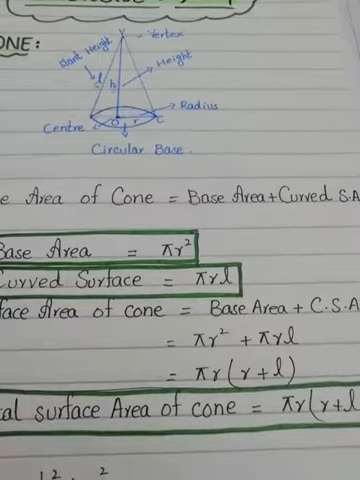 ONE:
V → Vertex
Slant Height
l
h
Height
Radius
Centre
O r C
Circular Base.
e Area of Cone = Base Area + Curved S.A
Base Area = πr²
Curved Surface = πrl
face Area of cone = Base Area + C.S.A
= πr² + πrl
= πr(r+l)
tal surface Area of cone = πr(r+l